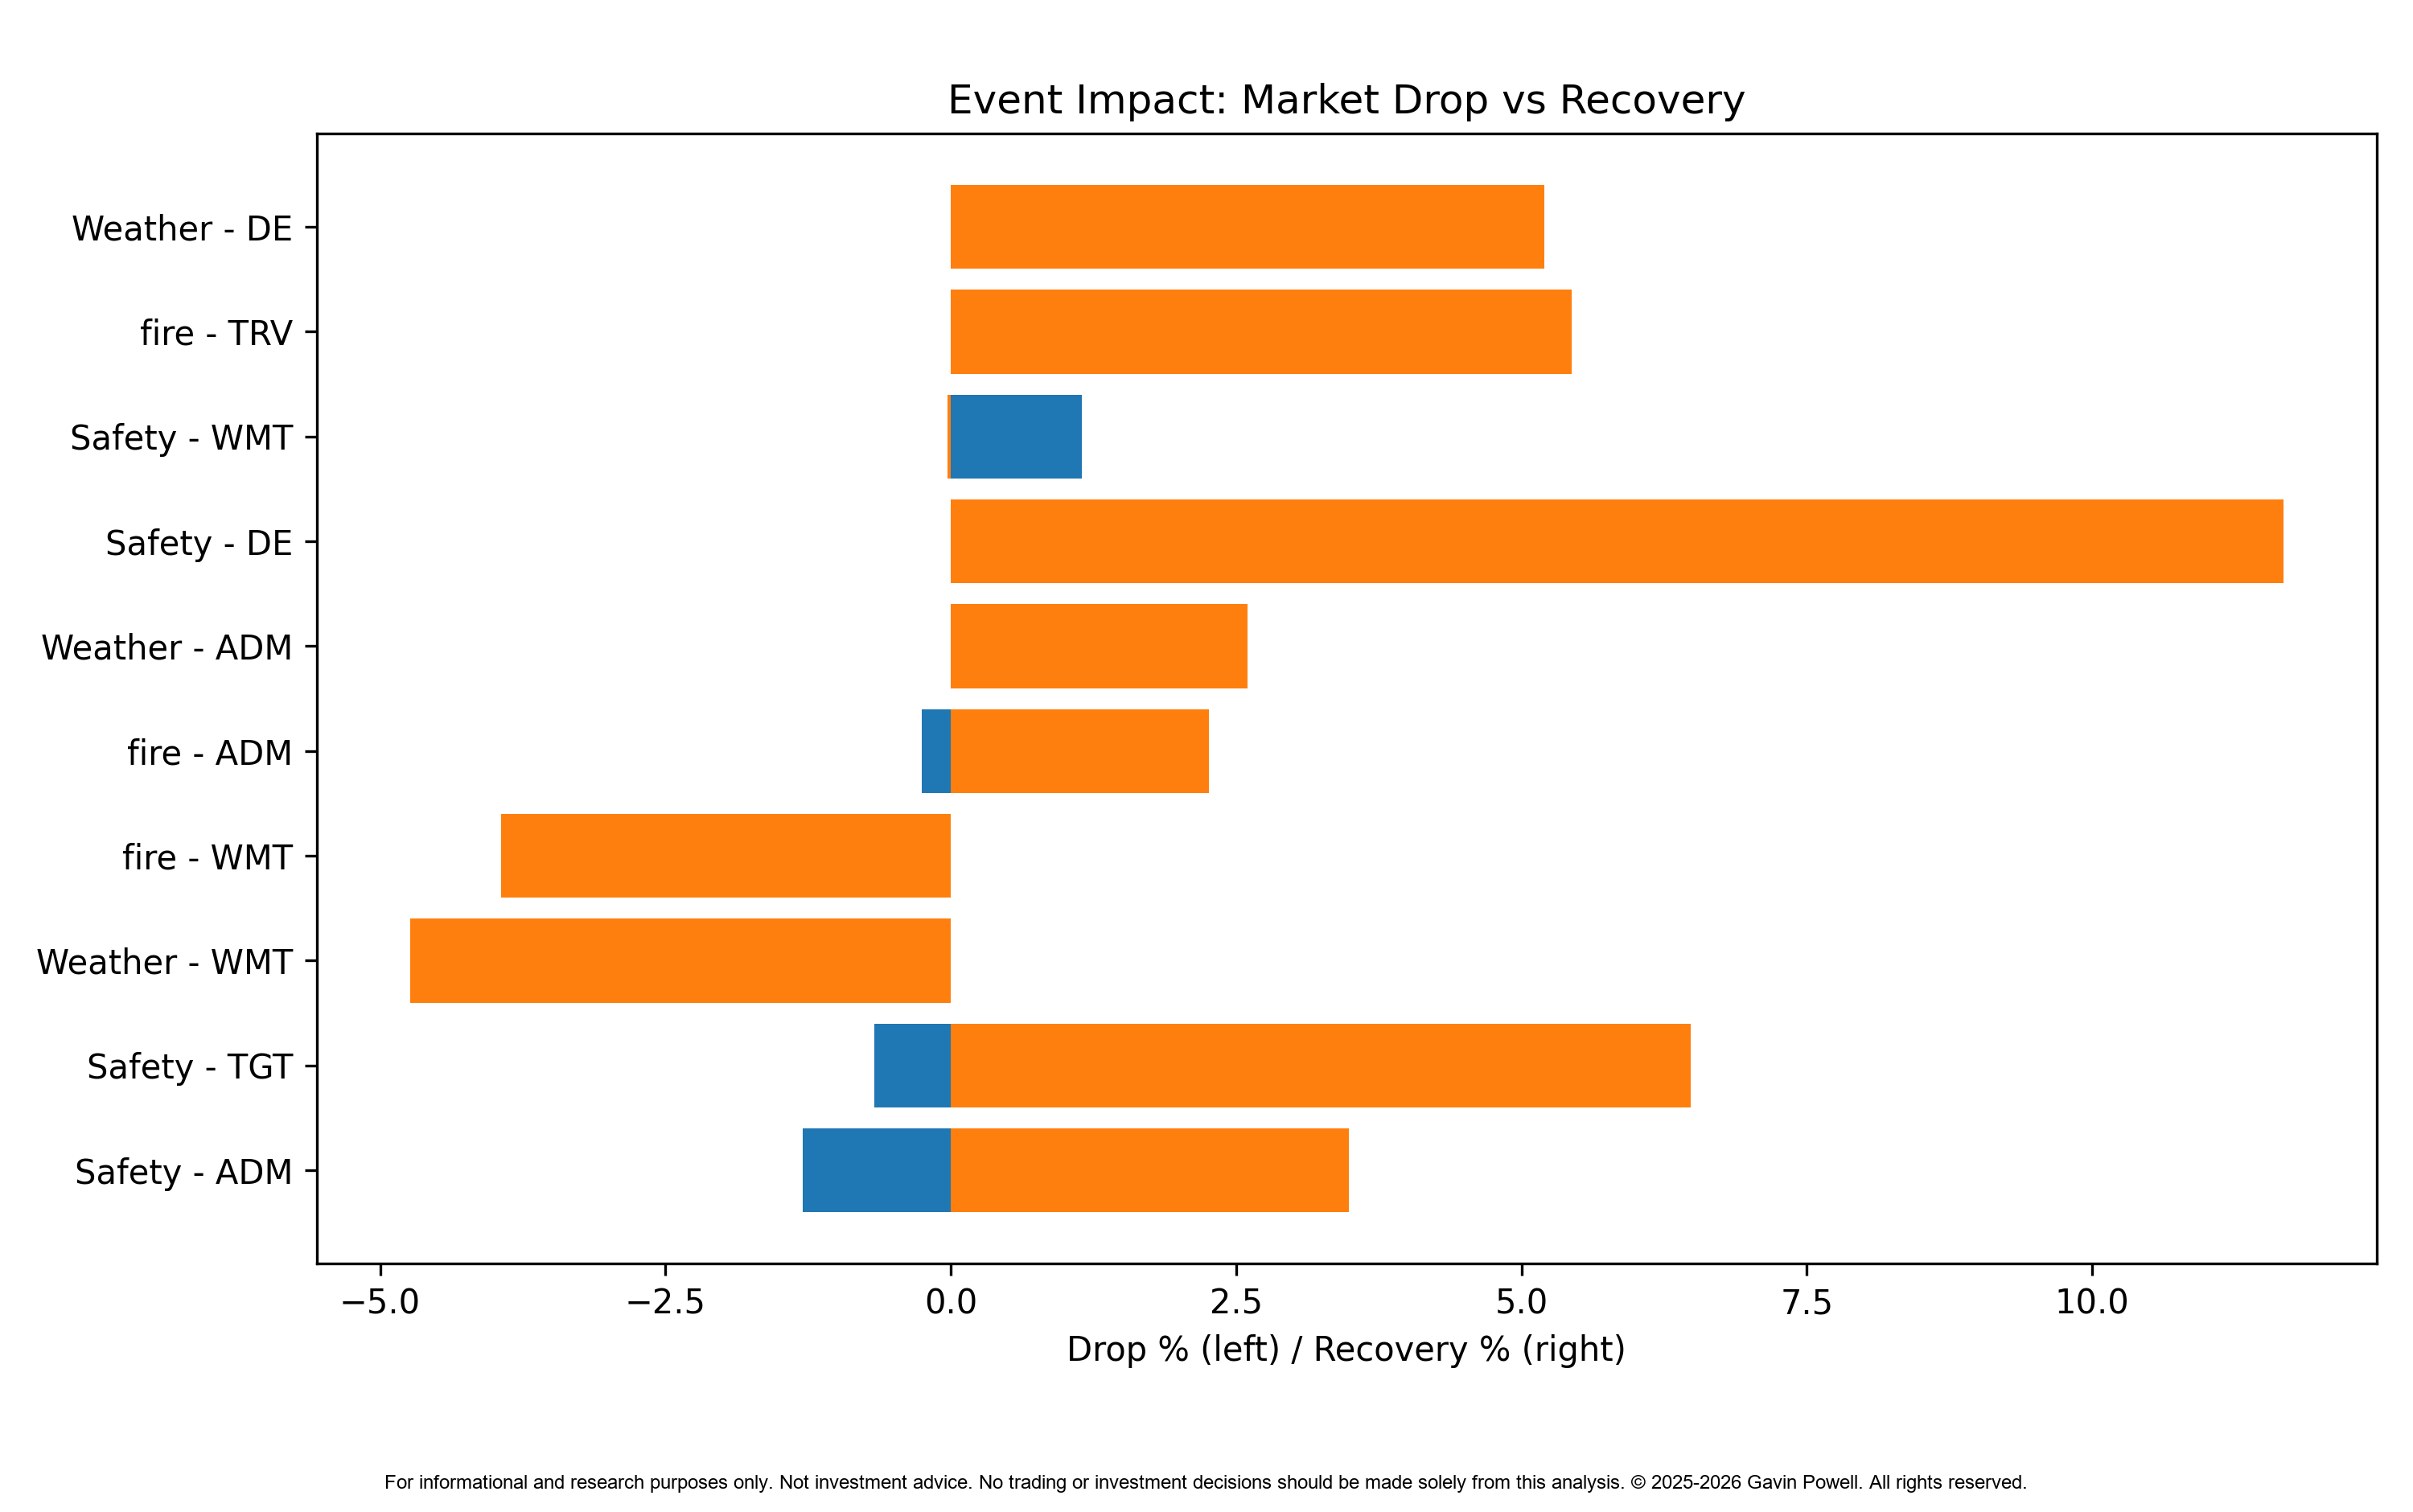 Event Impact: Market Drop vs Recovery
Weather - DE
fire - TRV
Safety - WMT
Safety - DE
Weather - ADM
fire - ADM
fire - WMT
Weather - WMT
Safety - TGT
Safety - ADM
−5.0 −2.5 0.0 2.5 5.0 7.5 10.0
Drop % (left) / Recovery % (right)
For informational and research purposes only. Not investment advice. No trading or investment decisions should be made solely from this analysis. © 2025-2026 Gavin Powell. All rights reserved.